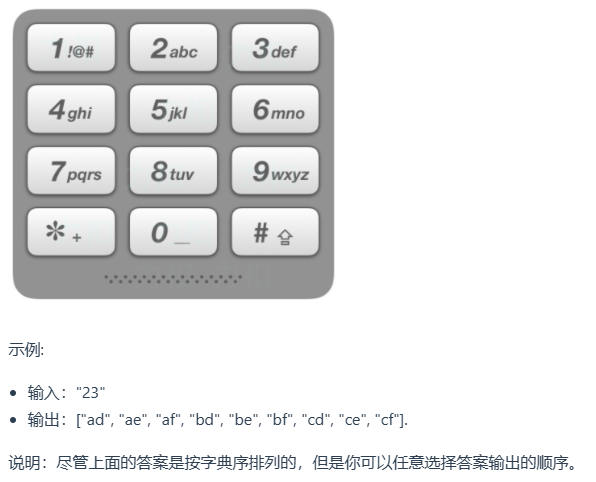 1 !@# 2 abc 3 def
4 ghi 5 jkl 6 mno
7 pqrs 8 tuv 9 wxyz
* + 0 _ # ⇪
示例:
• 输入："23"
• 输出：["ad", "ae", "af", "bd", "be", "bf", "cd", "ce", "cf"].
说明：尽管上面的答案是按字典序排列的，但是你可以任意选择答案输出的顺序。